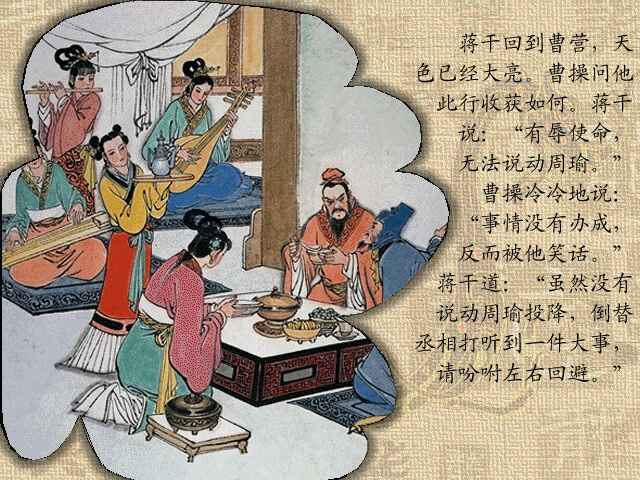 蒋干回到曹营，天
色已经大亮。曹操问他
此行收获如何。蒋干
说：“有辱使命，
无法说动周瑜。”
曹操冷冷地说：
“事情没有办成，
反而被他笑话。”
蒋干道：“虽然没有
说动周瑜投降，倒替
丞相打听到一件大事，
请吩咐左右回避。”